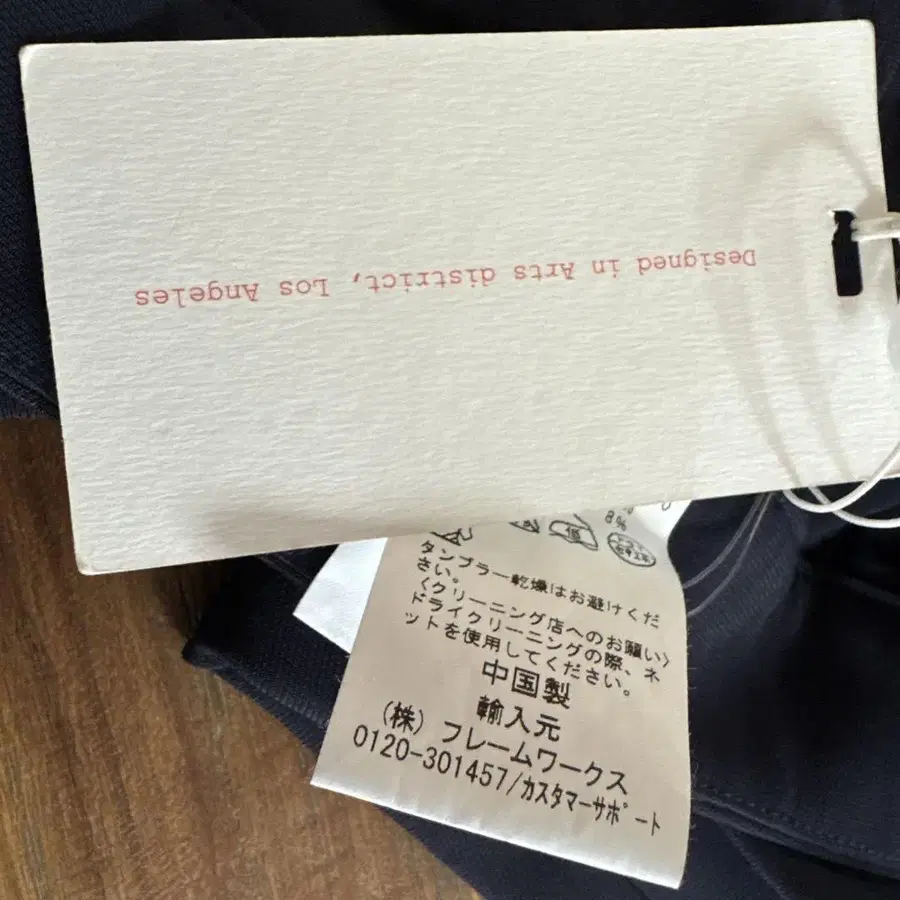 Designed in Arts district, Los Angeles
8%
低
タンブラー乾燥はお避けくだ
さい。
〈クリーニング店へのお願い〉
ドライクリーニングの際、ネ
ットを使用してください。
中国製
輸入元
(株) フレームワークス
0120-301457/カスタマーサポート